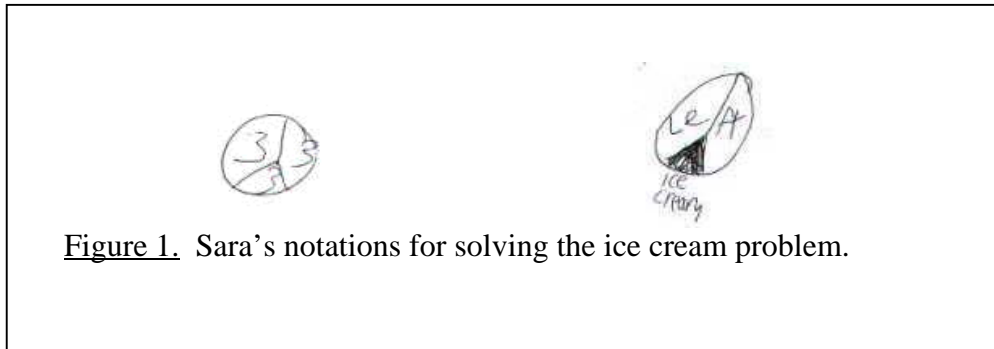 3 3 3
Le A
ice
cream
Figure 1. Sara's notations for solving the ice cream problem.